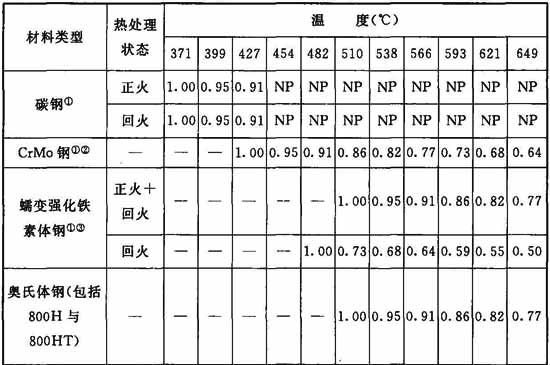 材料类型 热处理状态 温 度(℃)
371 399 427 454 482 510 538 566 593 621 649
碳钢① 正火 1.00 0.95 0.91 NP NP NP NP NP NP NP NP
回火 1.00 0.95 0.91 NP NP NP NP NP NP NP NP
CrMo 钢①② — — — 1.00 0.95 0.91 0.86 0.82 0.77 0.73 0.68 0.64
蠕变强化铁素体钢①③ 正火+回火 — — — — — 1.00 0.95 0.91 0.86 0.82 0.77
回火 — — — — 1.00 0.73 0.68 0.64 0.59 0.55 0.50
奥氏体钢(包括800H 与800HT) — — — — — — 1.00 0.95 0.91 0.86 0.82 0.77